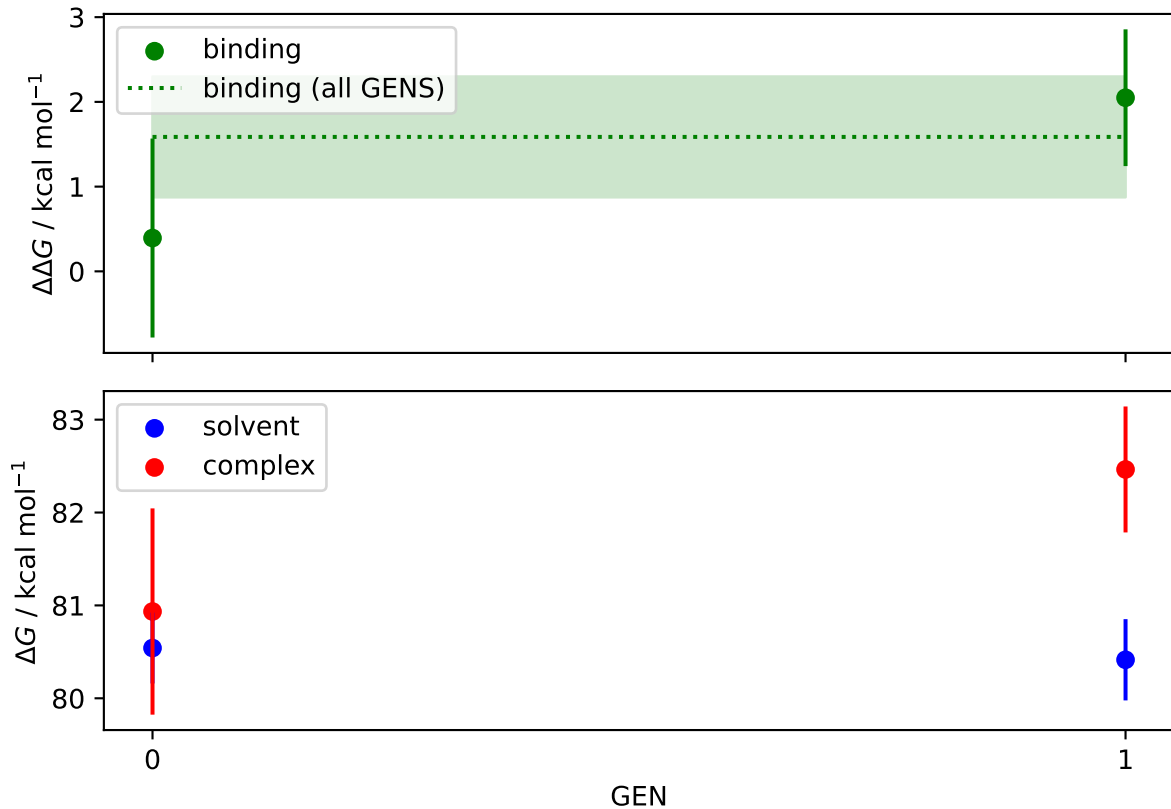 3
2
1
0
ΔΔG / kcal mol⁻¹
binding
binding (all GENS)
83
82
81
80
ΔG / kcal mol⁻¹
solvent
complex
0
1
GEN